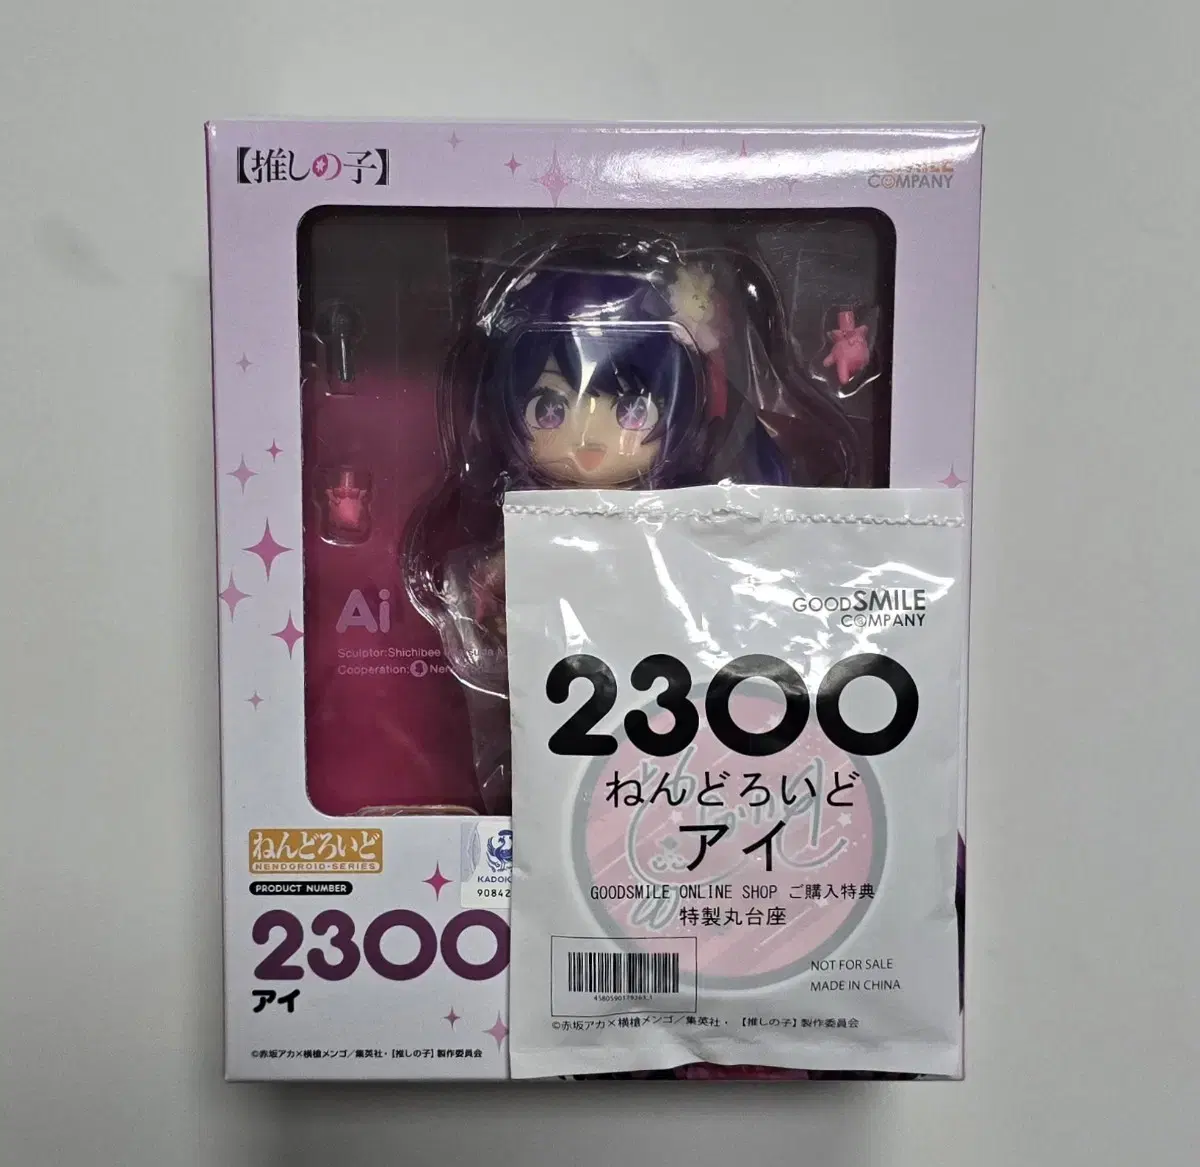 【推しの子】
COMPANY
Ai
Sculptor:Shichibee
Cooperation:
ねんどろいど
NENDOROID·SERIES
PRODUCT NUMBER
2300
アイ
©赤坂アカ×横槍メンゴ／集英社・【推しの子】製作委員会
9084
GOODSMILE
COMPANY
2300
ねんどろいど
アイ
GOODSMILE ONLINE SHOP ご購入特典
特製丸台座
NOT FOR SALE
MADE IN CHINA
©赤坂アカ×横槍メンゴ／集英社・【推しの子】製作委員会